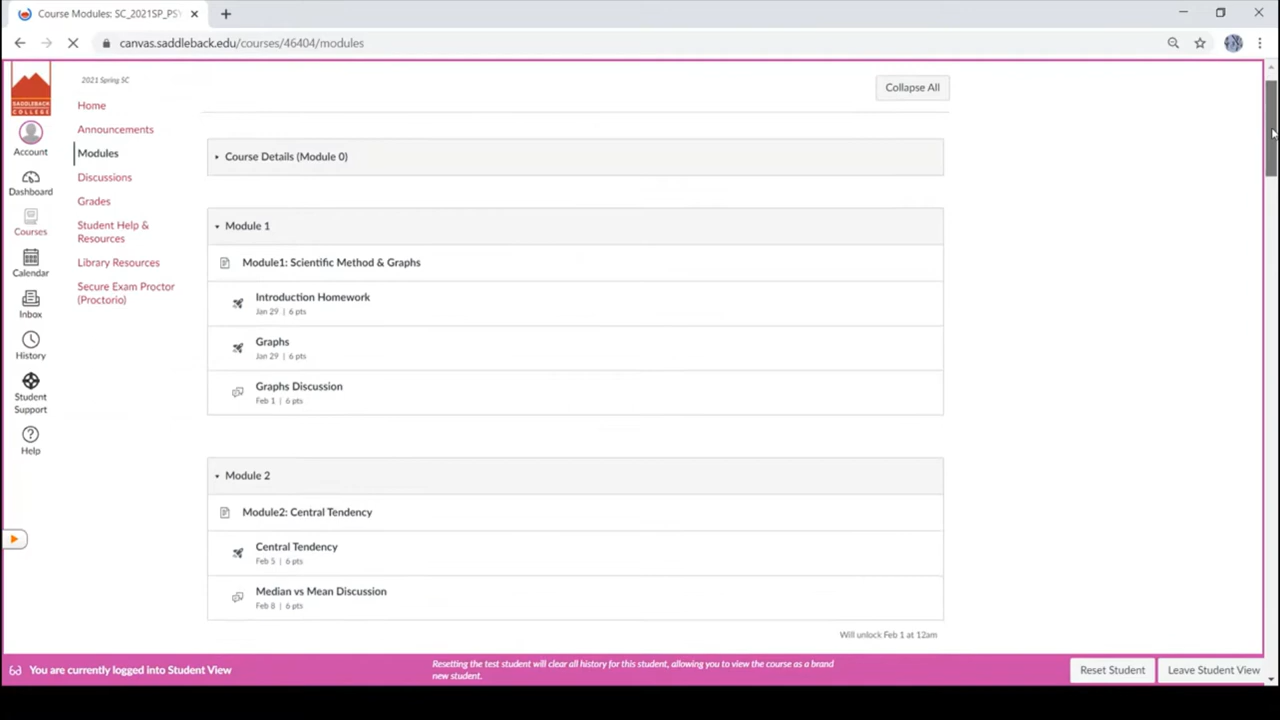 Course Modules: SC_2021SP_PSY
canvas.saddleback.edu/courses/46404/modules
SADDLEBACK
COLLEGE
Account
Dashboard
Courses
Calendar
Inbox
History
Student
Support
Help
2021 Spring SC
Home
Announcements
Modules
Discussions
Grades
Student Help &
Resources
Library Resources
Secure Exam Proctor
(Proctorio)
Collapse All
Course Details (Module 0)
Module 1
Module1: Scientific Method & Graphs
Introduction Homework
Jan 29 | 6 pts
Graphs
Jan 29 | 6 pts
Graphs Discussion
Feb 1 | 6 pts
Module 2
Module2: Central Tendency
Central Tendency
Feb 5 | 6 pts
Median vs Mean Discussion
Feb 8 | 6 pts
Will unlock Feb 1 at 12am
You are currently logged into Student View
Resetting the test student will clear all history for this student, allowing you to view the course as a brand
new student.
Reset Student
Leave Student View